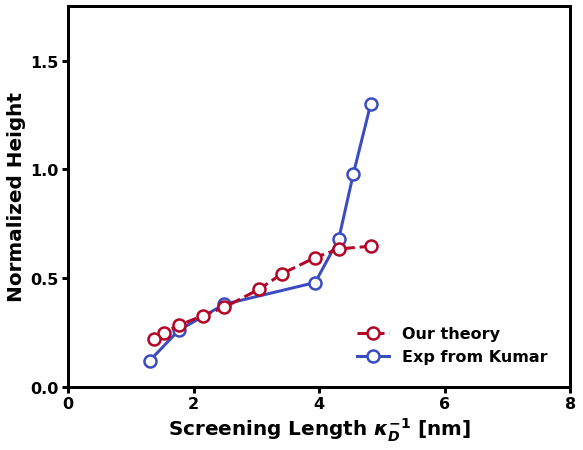 1.5
1.0
0.5
0.0
0
2
4
6
8
Normalized Height
Our theory
Exp from Kumar
Screening Length κ_D^{-1} [nm]